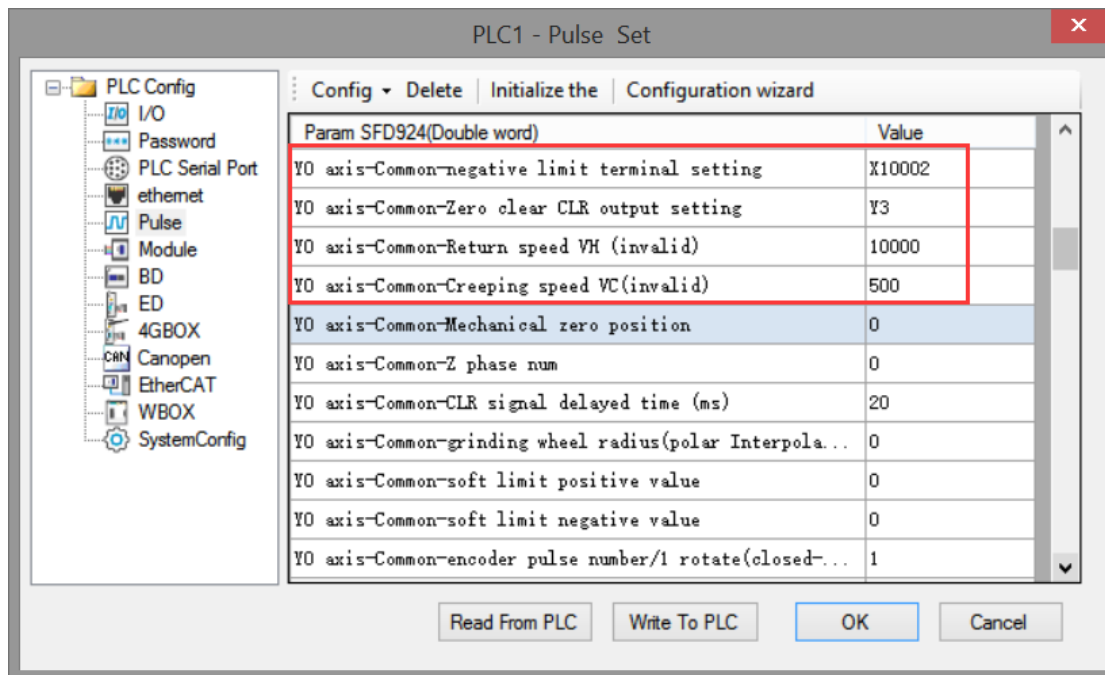 PLC1 - Pulse Set
PLC Config
I/O
Password
PLC Serial Port
ethernet
Pulse
Module
BD
ED
4GBOX
Canopen
EtherCAT
WBOX
SystemConfig
Config Delete Initialize the Configuration wizard
Param SFD924(Double word) Value
Y0 axis-Common-negative limit terminal setting X10002
Y0 axis-Common-Zero clear CLR output setting Y3
Y0 axis-Common-Return speed VH (invalid) 10000
Y0 axis-Common-Creeping speed VC(invalid) 500
Y0 axis-Common-Mechanical zero position 0
Y0 axis-Common-Z phase num 0
Y0 axis-Common-CLR signal delayed time (ms) 20
Y0 axis-Common-grinding wheel radius(polar Interpola... 0
Y0 axis-Common-soft limit positive value 0
Y0 axis-Common-soft limit negative value 0
Y0 axis-Common-encoder pulse number/1 rotate(closed-... 1
Read From PLC Write To PLC OK Cancel